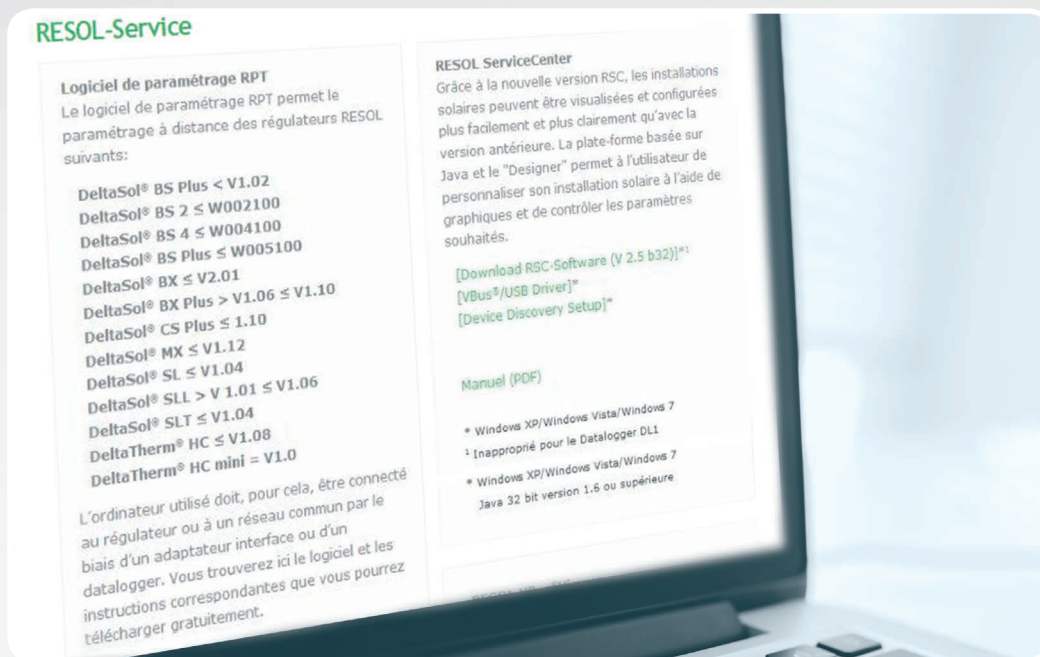 RESOL-Service
Logiciel de paramétrage RPT
Le logiciel de paramétrage RPT permet le
paramétrage à distance des régulateurs RESOL
suivants:
DeltaSol® BS Plus < V1.02
DeltaSol® BS 2 ≤ W002100
DeltaSol® BS 4 ≤ W004100
DeltaSol® BS Plus ≤ W005100
DeltaSol® BX ≤ V2.01
DeltaSol® BX Plus > V1.06 ≤ V1.10
DeltaSol® CS Plus ≤ 1.10
DeltaSol® MX ≤ V1.12
DeltaSol® SL ≤ V1.04
DeltaSol® SLL > V 1.01 ≤ V1.06
DeltaSol® SLT ≤ V1.04
DeltaTherm® HC ≤ V1.08
DeltaTherm® HC mini = V1.0
L'ordinateur utilisé doit, pour cela, être connecté
au régulateur ou à un réseau commun par le
biais d'un adaptateur interface ou d'un
datalogger. Vous trouverez ici le logiciel et les
instructions correspondantes que vous pourrez
télécharger gratuitement.
RESOL ServiceCenter
Grâce à la nouvelle version RSC, les installations
solaires peuvent être visualisées et configurées
plus facilement et plus clairement qu'avec la
version antérieure. La plate-forme basée sur
Java et le "Designer" permet à l'utilisateur de
personnaliser son installation solaire à l'aide de
graphiques et de contrôler les paramètres
souhaités.
[Download RSC-Software (V 2.5 b32)]*¹
[VBus®/USB Driver]*
[Device Discovery Setup]*
Manuel (PDF)
* Windows XP/Windows Vista/Windows 7
¹ Inapproprié pour le Datalogger DL1
* Windows XP/Windows Vista/Windows 7
Java 32 bit version 1.6 ou supérieure